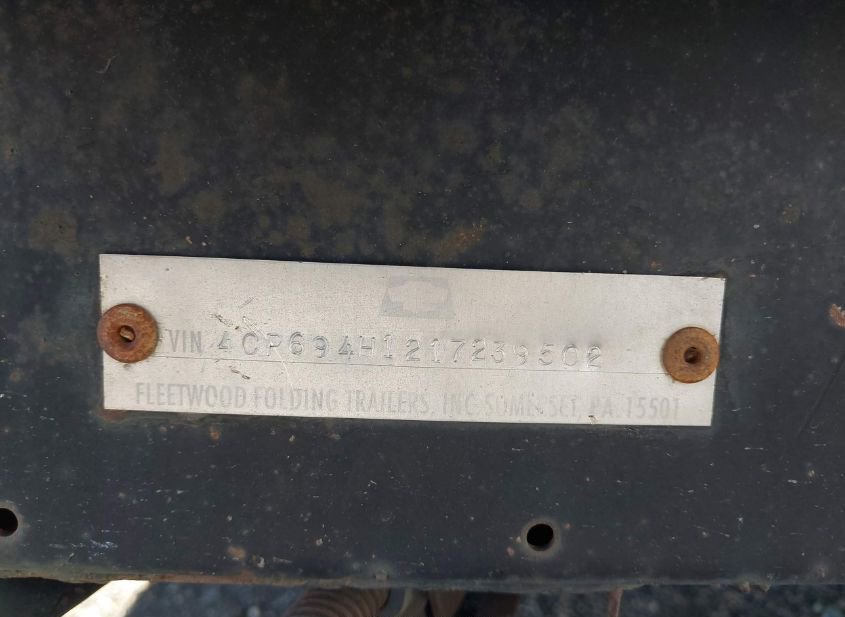 VIN 4CP694H1217239502
FLEETWOOD FOLDING TRAILERS, INC. SOMERSET, PA. 15501